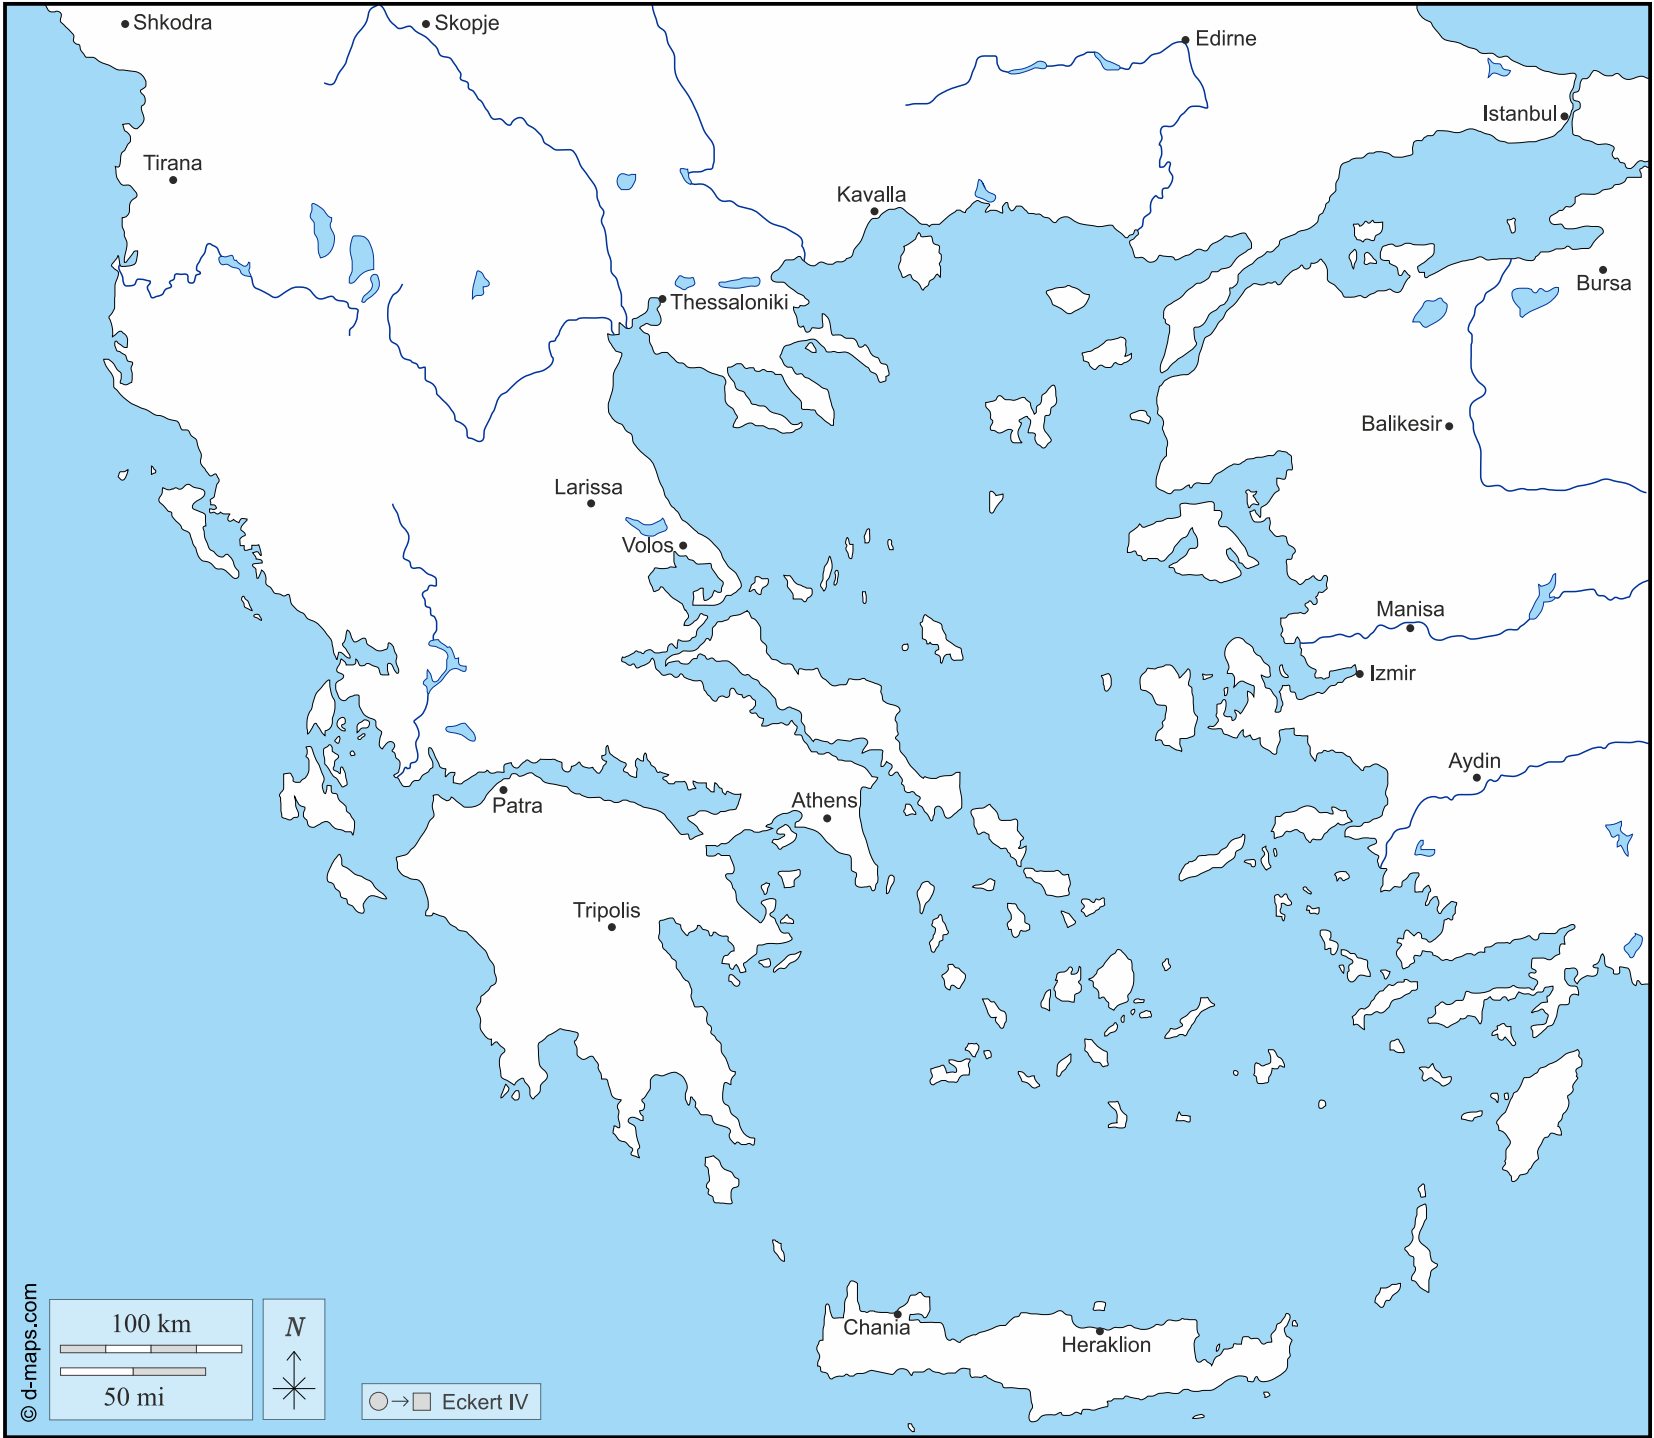 Shkodra
Skopje
Edirne
Istanbul
Tirana
Kavalla
Bursa
Thessaloniki
Balikesir
Larissa
Volos
Manisa
Izmir
Aydin
Patra
Athens
Tripolis
Chania
Heraklion
100 km
50 mi
N
Eckert IV
© d-maps.com